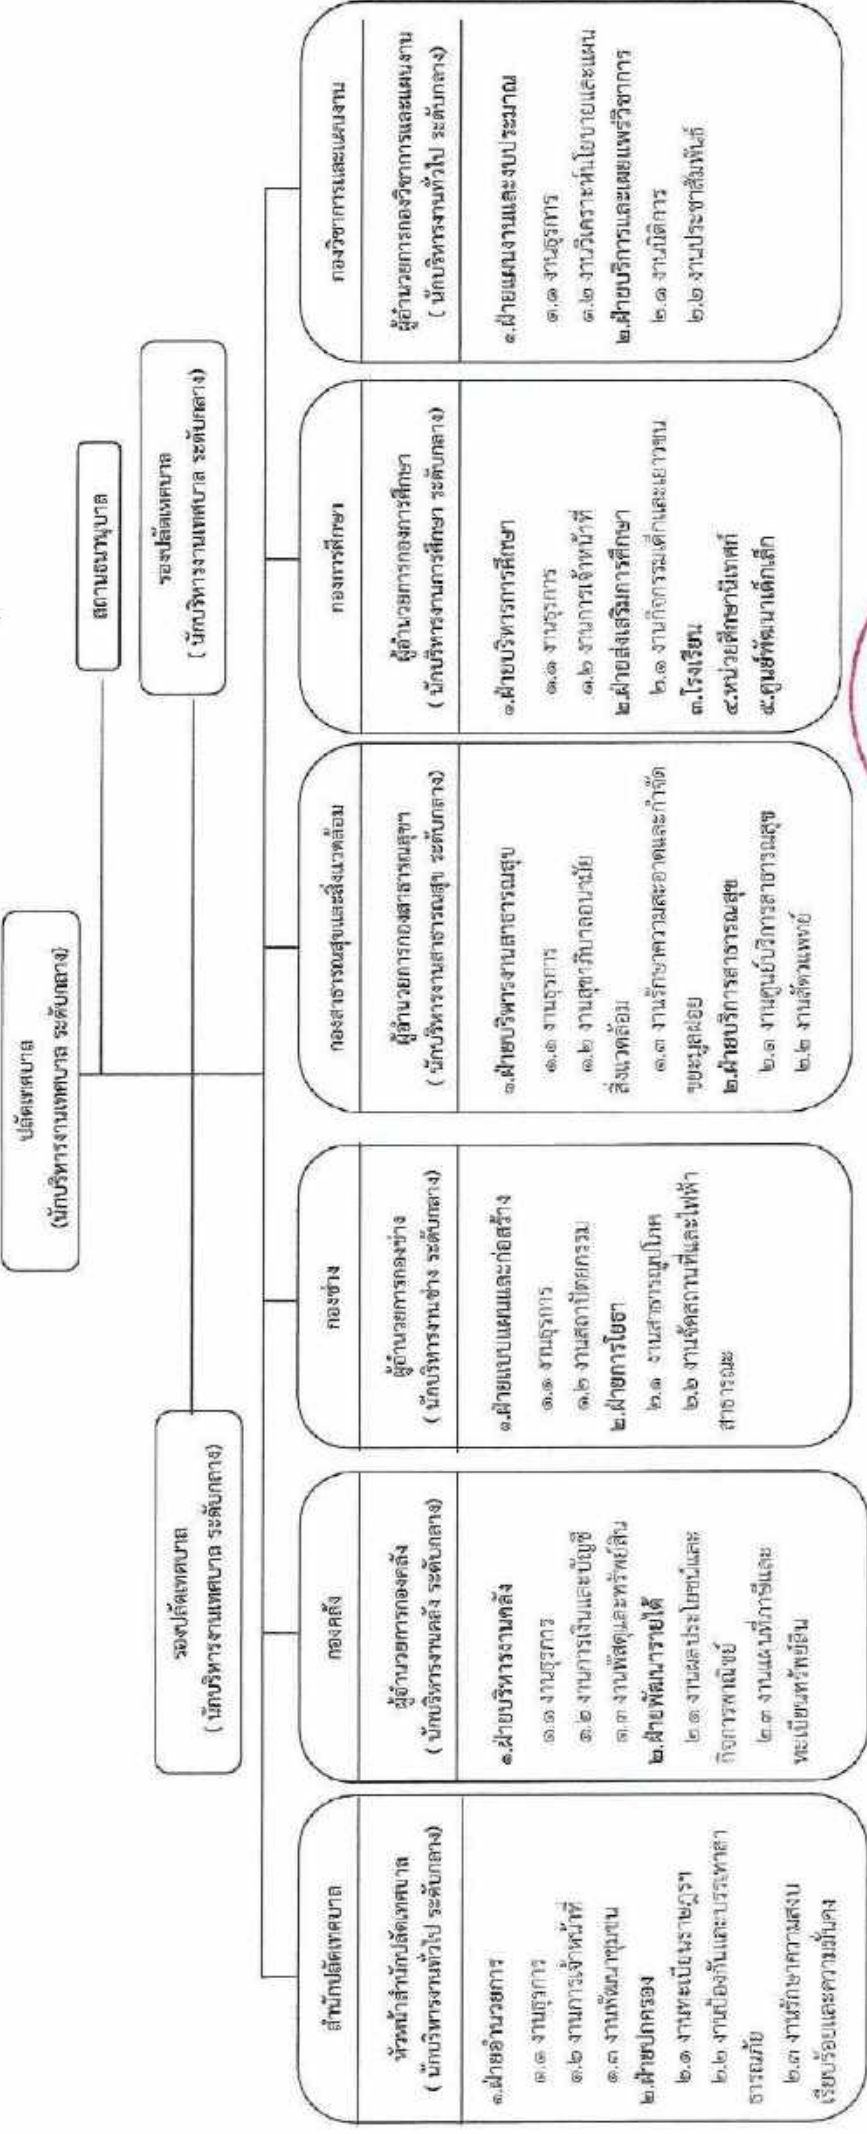 ปลัดเทศบาล
(นักบริหารงานเทศบาล ระดับกลาง)
สถานธนานุบาล
รองปลัดเทศบาล
( นักบริหารงานเทศบาล ระดับกลาง)
รองปลัดเทศบาล
( นักบริหารงานเทศบาล ระดับกลาง)
สำนักปลัดเทศบาล
หัวหน้าสำนักปลัดเทศบาล
( นักบริหารงานทั่วไป ระดับกลาง)
๑.ฝ่ายอำนวยการ
๑.๑ งานธุรการ
๑.๒ งานการเจ้าหน้าที่
๑.๓ งานพัฒนาชุมชน
๒.ฝ่ายปกครอง
๒.๑ งานทะเบียนราษฎรฯ
๒.๒ งานป้องกันและบรรเทาสา
ธารณภัย
๒.๓ งานรักษาความสงบ
เรียบร้อยและความมั่นคง
กองคลัง
ผู้อำนวยการกองคลัง
( นักบริหารงานคลัง ระดับกลาง)
๑.ฝ่ายบริหารงานคลัง
๑.๑ งานธุรการ
๑.๒ งานการเงินและบัญชี
๑.๓ งานพัสดุและทรัพย์สิน
๒.ฝ่ายพัฒนารายได้
๒.๑ งานผลประโยชน์และ
กิจการพาณิชย์
๒.๓ งานแผนที่ภาษีและ
ทะเบียนทรัพย์สิน
กองช่าง
ผู้อำนวยการกองช่าง
( นักบริหารงานช่าง ระดับกลาง)
๑.ฝ่ายแบบแผนและก่อสร้าง
๑.๑ งานธุรการ
๑.๒ งานสถาปัตยกรรม
๒.ฝ่ายการโยธา
๒.๑ งานสาธารณูปโภค
๒.๒ งานจัดสถานที่และไฟฟ้า
สาธารณะ
กองสาธารณสุขและสิ่งแวดล้อม
ผู้อำนวยการกองสาธารณสุขฯ
( นักบริหารงานสาธารณสุข ระดับกลาง)
๑.ฝ่ายบริหารงานสาธารณสุข
๑.๑ งานธุรการ
๑.๒ งานสุขาภิบาลอนามัย
สิ่งแวดล้อม
๑.๓ งานรักษาความสะอาดและกำจัด
ขยะมูลฝอย
๒.ฝ่ายบริการสาธารณสุข
๒.๑ งานศูนย์บริการสาธารณสุข
๒.๒ งานสัตวแพทย์
กองการศึกษา
ผู้อำนวยการกองการศึกษา
( นักบริหารงานการศึกษา ระดับกลาง)
๑.ฝ่ายบริหารการศึกษา
๑.๑ งานธุรการ
๑.๒ งานการเจ้าหน้าที่
๒.ฝ่ายส่งเสริมการศึกษา
๒.๑ งานกิจกรรมเด็กและเยาวชน
๓.โรงเรียน
๔.หน่วยศึกษานิเทศก์
๕.ศูนย์พัฒนาเด็กเล็ก
กองวิชาการและแผนงาน
ผู้อำนวยการกองวิชาการและแผนงาน
( นักบริหารงานทั่วไป ระดับกลาง)
๑.ฝ่ายแผนงานและงบประมาณ
๑.๑ งานธุรการ
๑.๒ งานวิเคราะห์นโยบายและแผน
๒.ฝ่ายบริการและเผยแพร่วิชาการ
๒.๑ งานนิติการ
๒.๒ งานประชาสัมพันธ์